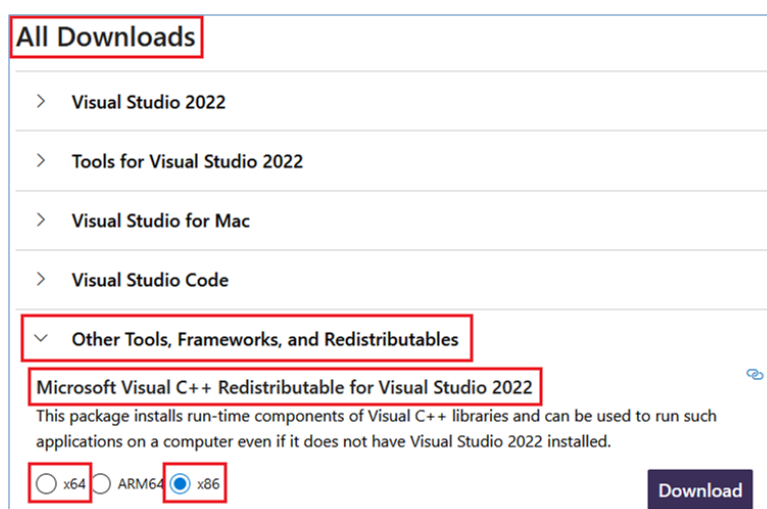 All Downloads
Visual Studio 2022
Tools for Visual Studio 2022
Visual Studio for Mac
Visual Studio Code
Other Tools, Frameworks, and Redistributables
Microsoft Visual C++ Redistributable for Visual Studio 2022
This package installs run-time components of Visual C++ libraries and can be used to run such
applications on a computer even if it does not have Visual Studio 2022 installed.
x64 ARM64 x86 Download